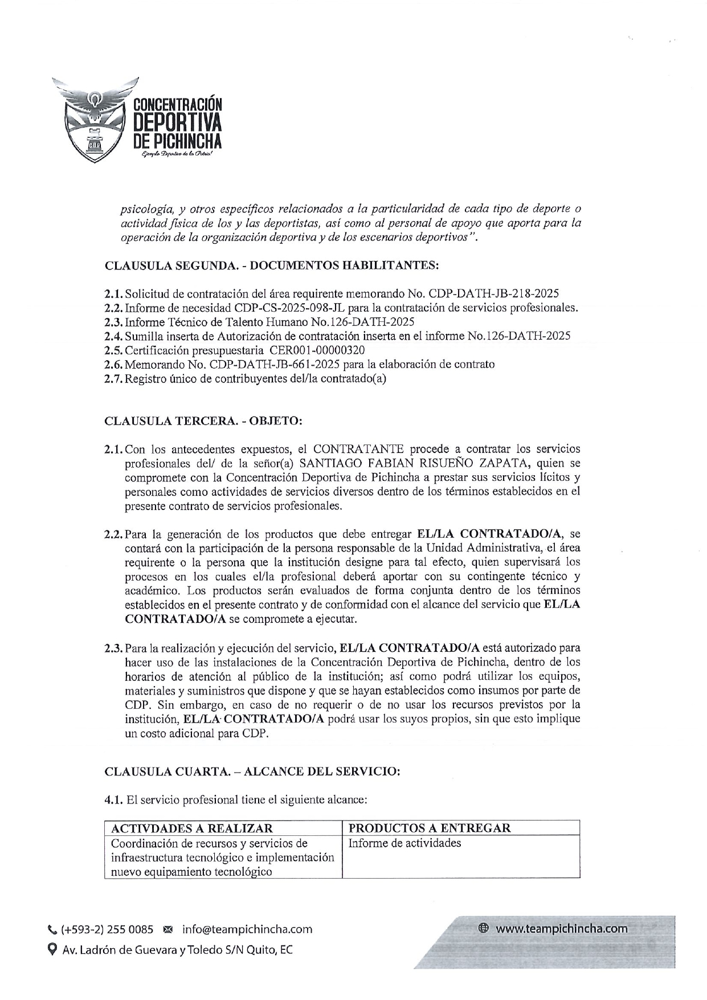 CONCENTRACIÓN
DEPORTIVA
DE PICHINCHA
Ejemplo Deportivo de la Patria!
C.D.P
psicología, y otros específicos relacionados a la particularidad de cada tipo de deporte o
actividad física de los y las deportistas, así como al personal de apoyo que aporta para la
operación de la organización deportiva y de los escenarios deportivos”.
CLAUSULA SEGUNDA. - DOCUMENTOS HABILITANTES:
2.1. Solicitud de contratación del área requirente memorando No. CDP-DATH-JB-218-2025
2.2. Informe de necesidad CDP-CS-2025-098-JL para la contratación de servicios profesionales.
2.3. Informe Técnico de Talento Humano No.126-DATH-2025
2.4. Sumilla inserta de Autorización de contratación inserta en el informe No.126-DATH-2025
2.5. Certificación presupuestaria CER001-00000320
2.6. Memorando No. CDP-DATH-JB-661-2025 para la elaboración de contrato
2.7. Registro único de contribuyentes del/la contratado(a)
CLAUSULA TERCERA. - OBJETO:
2.1. Con los antecedentes expuestos, el CONTRATANTE procede a contratar los servicios
profesionales del/ de la señor(a) SANTIAGO FABIAN RISUEÑO ZAPATA, quien se
compromete con la Concentración Deportiva de Pichincha a prestar sus servicios lícitos y
personales como actividades de servicios diversos dentro de los términos establecidos en el
presente contrato de servicios profesionales.
2.2. Para la generación de los productos que debe entregar EL/LA CONTRATADO/A, se
contará con la participación de la persona responsable de la Unidad Administrativa, el área
requirente o la persona que la institución designe para tal efecto, quien supervisará los
procesos en los cuales el/la profesional deberá aportar con su contingente técnico y
académico. Los productos serán evaluados de forma conjunta dentro de los términos
establecidos en el presente contrato y de conformidad con el alcance del servicio que EL/LA
CONTRATADO/A se compromete a ejecutar.
2.3. Para la realización y ejecución del servicio, EL/LA CONTRATADO/A está autorizado para
hacer uso de las instalaciones de la Concentración Deportiva de Pichincha, dentro de los
horarios de atención al público de la institución; así como podrá utilizar los equipos,
materiales y suministros que dispone y que se hayan establecidos como insumos por parte de
CDP. Sin embargo, en caso de no requerir o de no usar los recursos previstos por la
institución, EL/LA CONTRATADO/A podrá usar los suyos propios, sin que esto implique
un costo adicional para CDP.
CLAUSULA CUARTA. – ALCANCE DEL SERVICIO:
4.1. El servicio profesional tiene el siguiente alcance:
ACTIVDADES A REALIZAR PRODUCTOS A ENTREGAR
Coordinación de recursos y servicios de Informe de actividades
infraestructura tecnológico e implementación
nuevo equipamiento tecnológico
(+593-2) 255 0085 info@teampichincha.com www.teampichincha.com
Av. Ladrón de Guevara y Toledo S/N Quito, EC